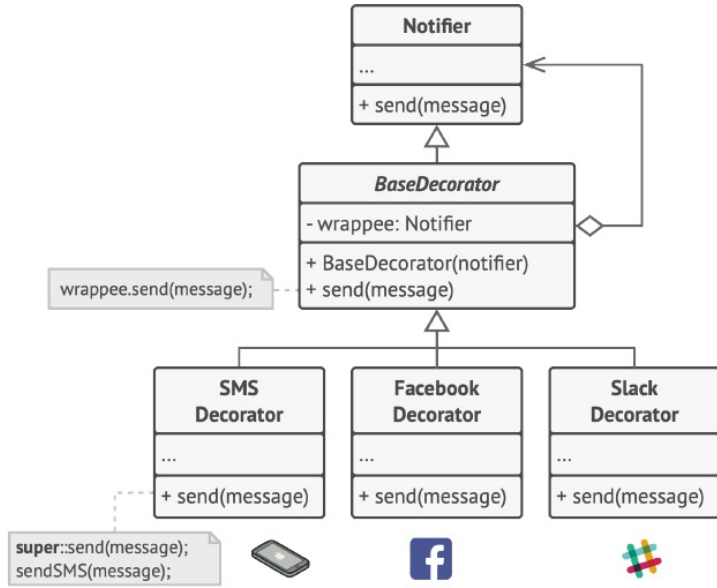 Notifier
...
+ send(message)
BaseDecorator
- wrappee: Notifier
+ BaseDecorator(notifier)
+ send(message)
wrappee.send(message);
SMS
Decorator
...
+ send(message)
Facebook
Decorator
...
+ send(message)
Slack
Decorator
...
+ send(message)
super::send(message);
sendSMS(message);